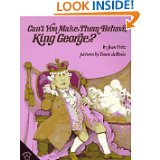 Can't You Make Them Behave,
King George?
by Jean Fritz
pictures by Tomie dePaola